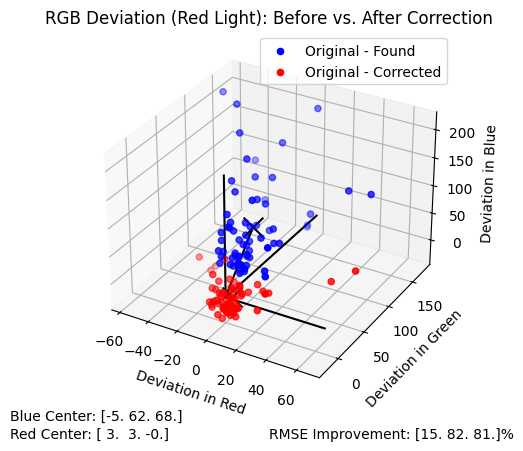 RGB Deviation (Red Light): Before vs. After Correction
Original - Found
Original - Corrected
200
150
100
50
0
Deviation in Blue
150
100
50
0
Deviation in Green
−60
−40
−20
0
20
40
60
Deviation in Red
Blue Center: [-5. 62. 68.]
Red Center: [ 3.  3. -0.]
RMSE Improvement: [15. 82. 81.]%